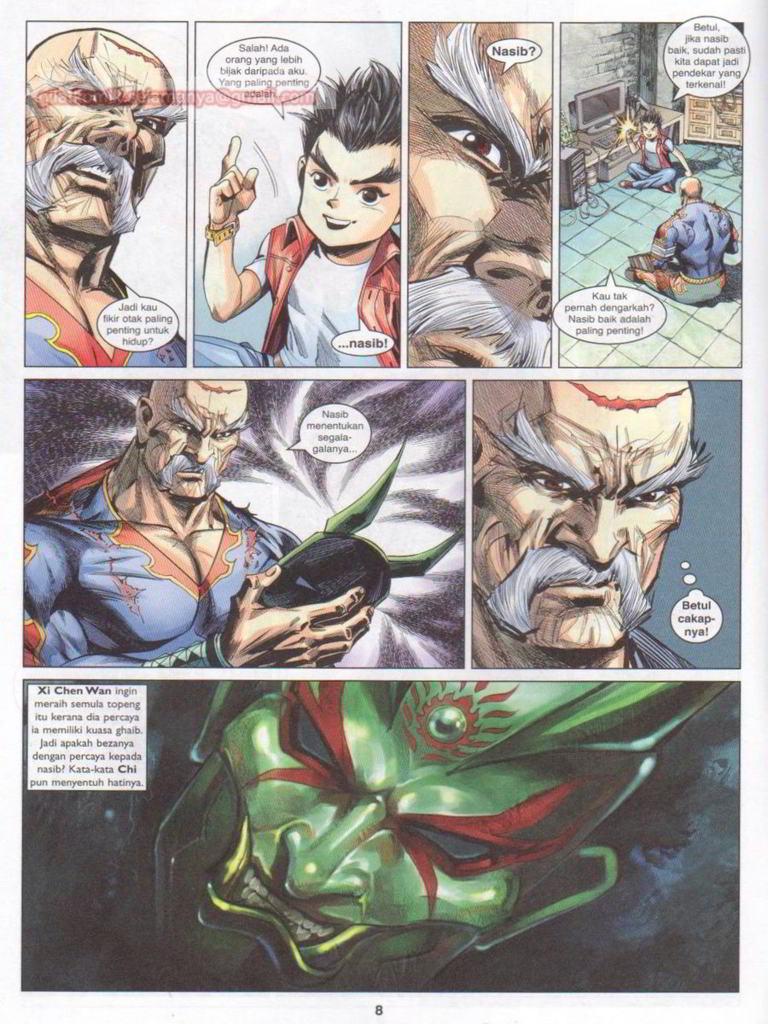 Jadi kau
fikir otak paling
penting untuk
hidup?
Salah! Ada
orang yang lebih
bijak daripada aku.
Yang paling penting
adalah...
...nasib!
Nasib?
Betul,
jika nasib
baik, sudah pasti
kita dapat jadi
pendekar yang
terkenal!
Kau tak
pernah dengarkah?
Nasib baik adalah
paling penting!
Nasib
menentukan
segala-
galanya...
Betul
cakap-
nya!
Xi Chen Wan ingin
meraih semula topeng
itu kerana dia percaya
ia memiliki kuasa ghaib.
Jadi apakah bezanya
dengan percaya kepada
nasib? Kata-kata Chi
pun menyentuh hatinya.
8